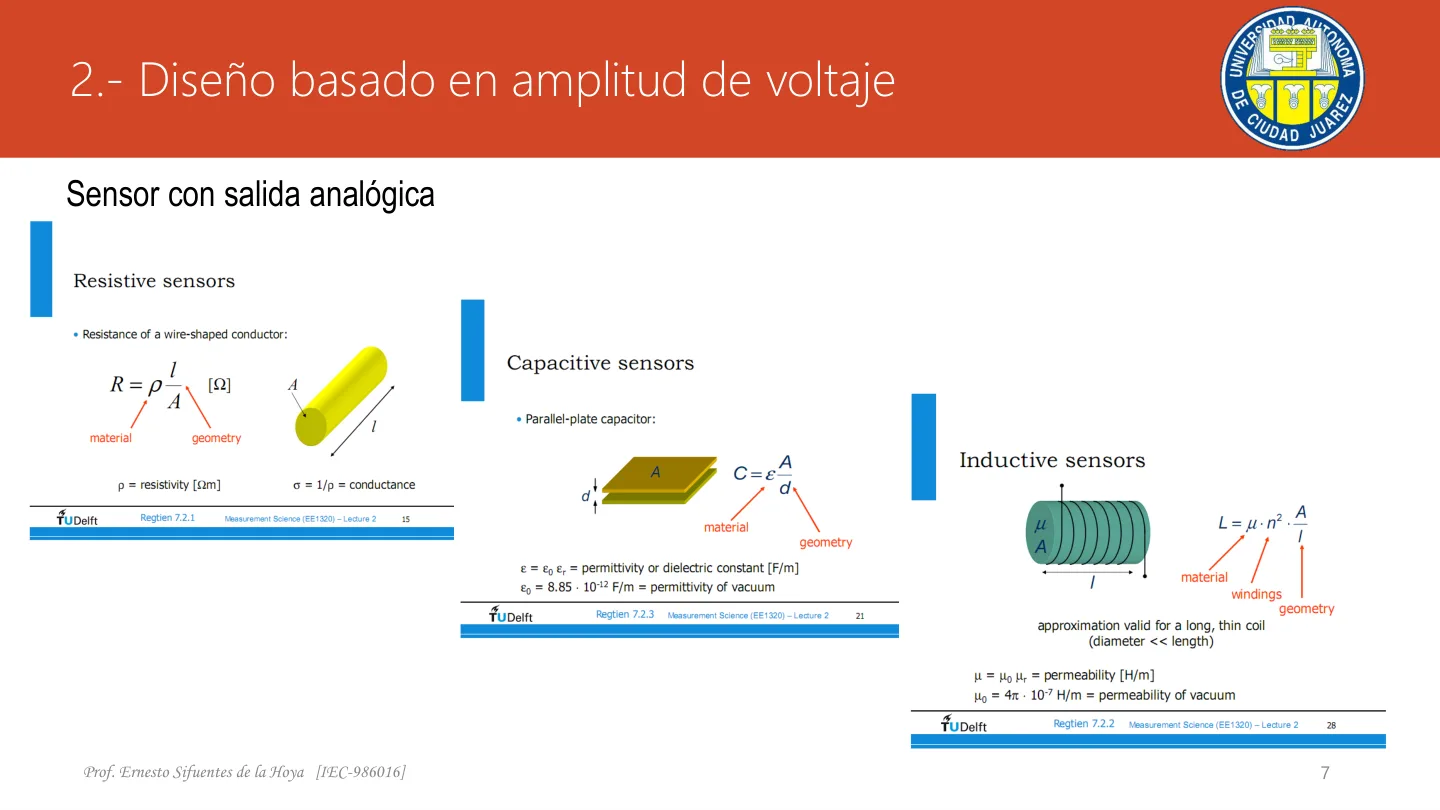 2.- Diseño basado en amplitud de voltaje
UNIVERSIDAD AUTONOMA
DE CIUDAD JUAREZ
Sensor con salida analógica
Resistive sensors
• Resistance of a wire-shaped conductor:
R = ρ l/A [Ω]
A
l
material
geometry
ρ = resistivity [Ωm]
σ = 1/ρ = conductance
TUDelft
Regtien 7.2.1
Measurement Science (EE1320) – Lecture 2
15
Capacitive sensors
• Parallel-plate capacitor:
A
d
C = ε A/d
material
geometry
ε = ε₀ εᵣ = permittivity or dielectric constant [F/m]
ε₀ = 8.85 · 10⁻¹² F/m = permittivity of vacuum
TUDelft
Regtien 7.2.3
Measurement Science (EE1320) – Lecture 2
21
Inductive sensors
μ
A
l
L = μ · n² · A/l
material
windings
geometry
approximation valid for a long, thin coil
(diameter << length)
μ = μ₀ μᵣ = permeability [H/m]
μ₀ = 4π · 10⁻⁷ H/m = permeability of vacuum
TUDelft
Regtien 7.2.2
Measurement Science (EE1320) – Lecture 2
28
Prof. Ernesto Sifuentes de la Hoya [IEC-986016]
7